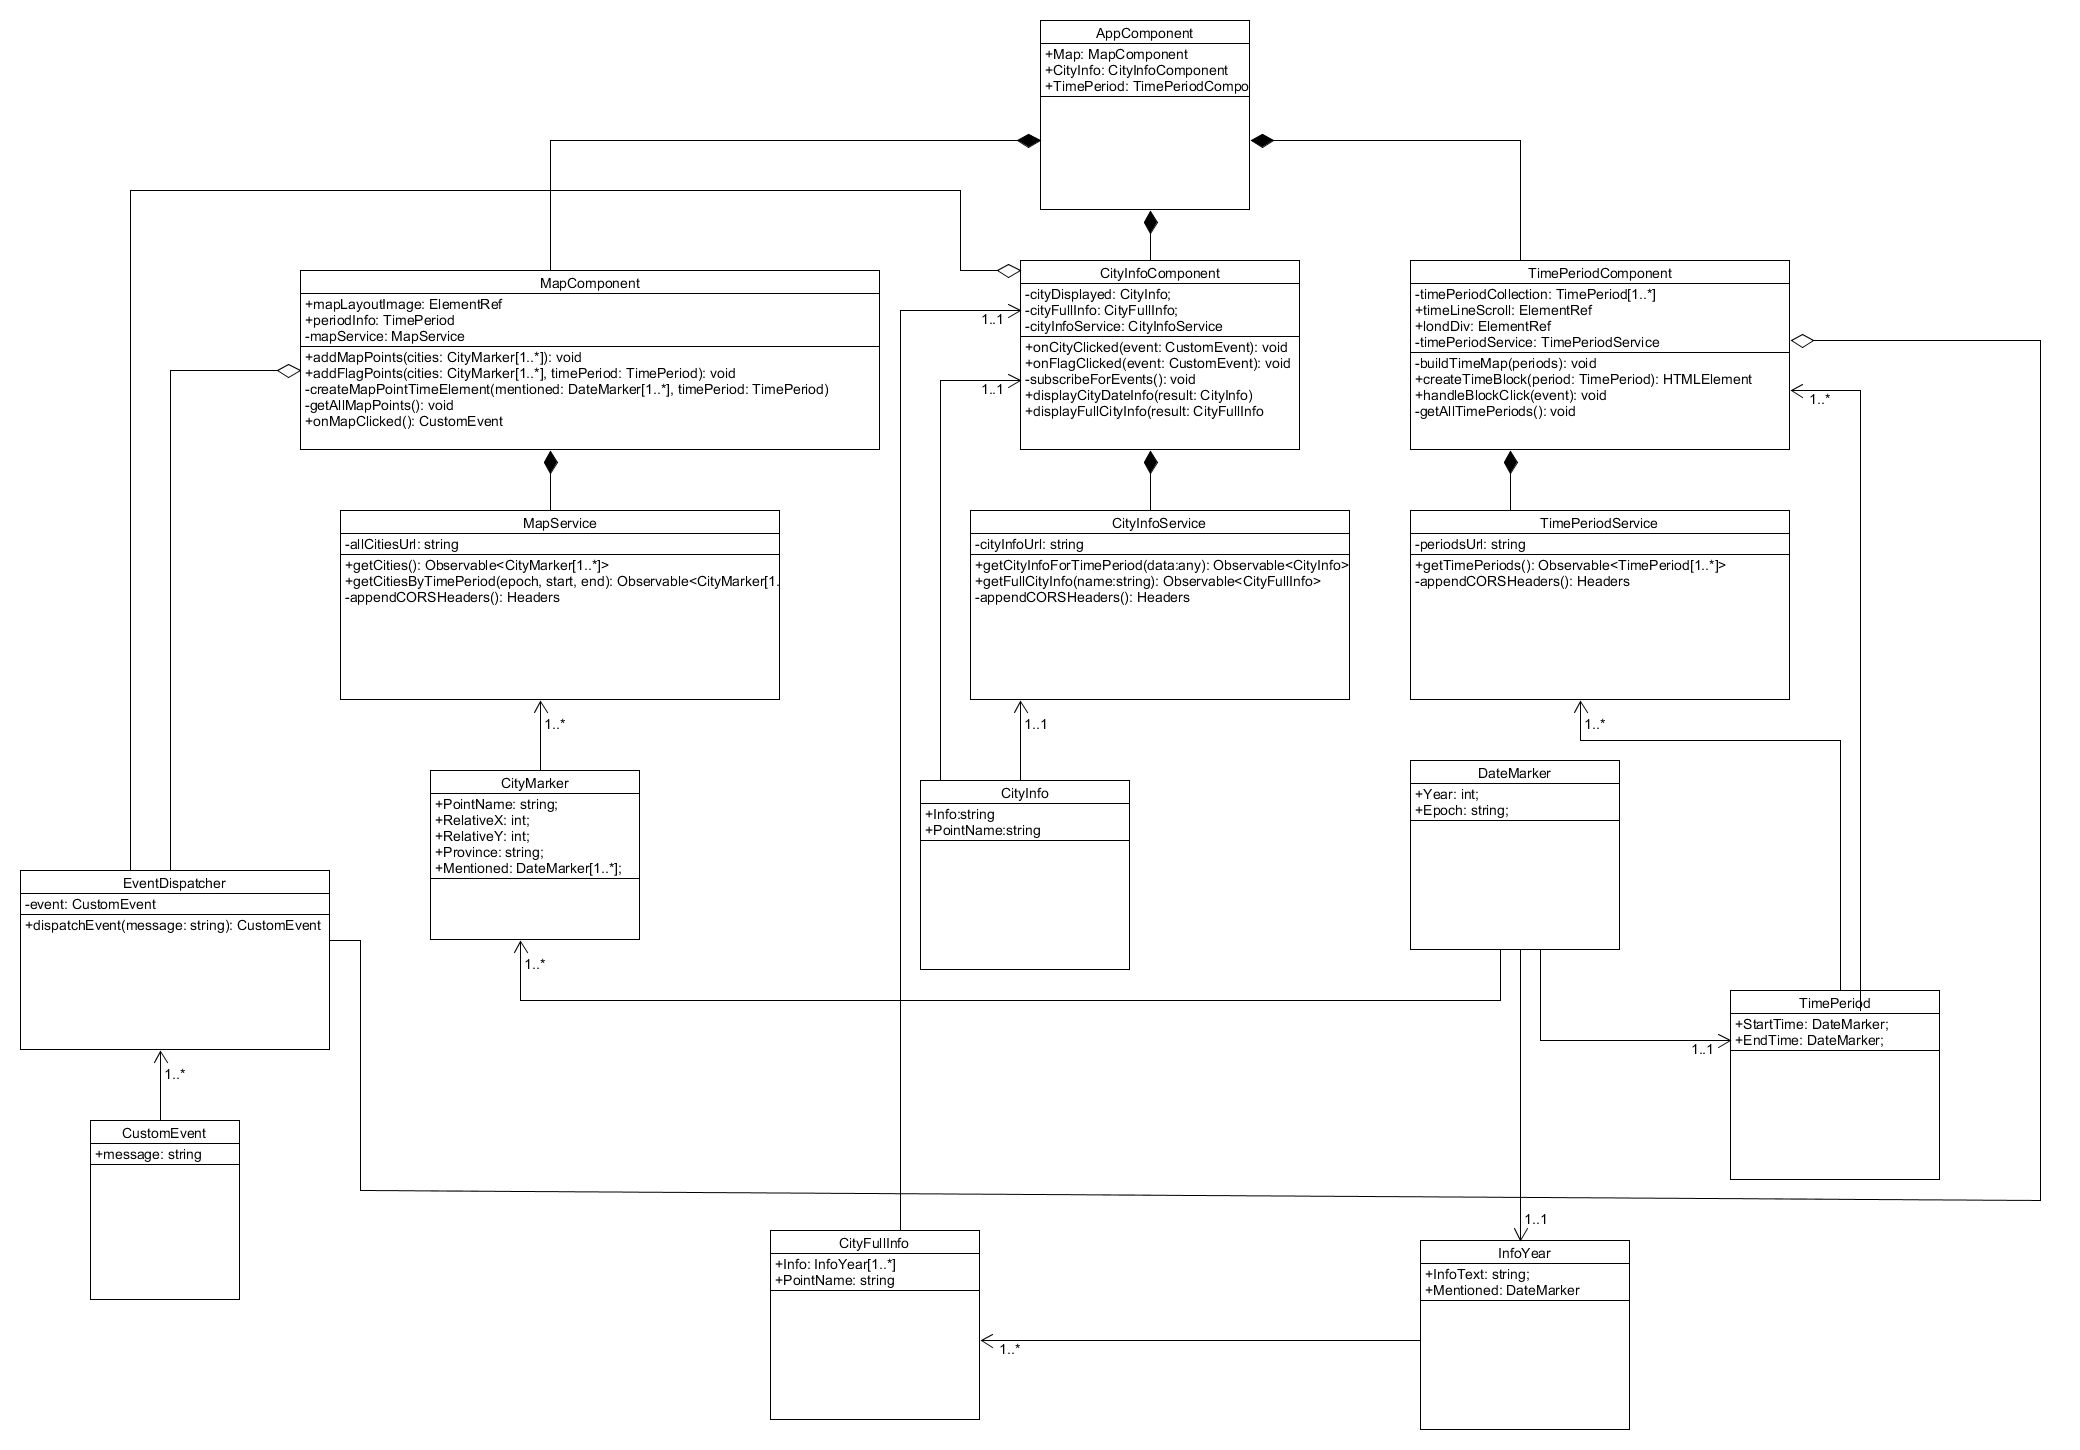 AppComponent
+Map: MapComponent
+CityInfo: CityInfoComponent
+TimePeriod: TimePeriodCompo
MapComponent
+mapLayoutImage: ElementRef
+periodInfo: TimePeriod
-mapService: MapService
+addMapPoints(cities: CityMarker[1..*]): void
+addFlagPoints(cities: CityMarker[1..*], timePeriod: TimePeriod): void
-createMapPointTimeElement(mentioned: DateMarker[1..*], timePeriod: TimePeriod)
-getAllMapPoints(): void
+onMapClicked(): CustomEvent
CityInfoComponent
-cityDisplayed: CityInfo;
-cityFullInfo: CityFullInfo;
-cityInfoService: CityInfoService
+onCityClicked(event: CustomEvent): void
+onFlagClicked(event: CustomEvent): void
-subscribeForEvents(): void
+displayCityDateInfo(result: CityInfo)
+displayFullCityInfo(result: CityFullInfo
1..1
1..1
TimePeriodComponent
-timePeriodCollection: TimePeriod[1..*]
+timeLineScroll: ElementRef
+londDiv: ElementRef
-timePeriodService: TimePeriodService
-buildTimeMap(periods): void
+createTimeBlock(period: TimePeriod): HTMLElement
+handleBlockClick(event): void
-getAllTimePeriods(): void
1..*
MapService
-allCitiesUrl: string
+getCities(): Observable<CityMarker[1..*]>
+getCitiesByTimePeriod(epoch, start, end): Observable<CityMarker[1.
-appendCORSHeaders(): Headers
1..*
CityInfoService
-cityInfoUrl: string
+getCityInfoForTimePeriod(data:any): Observable<CityInfo>
+getFullCityInfo(name:string): Observable<CityFullInfo>
-appendCORSHeaders(): Headers
1..1
TimePeriodService
-periodsUrl: string
+getTimePeriods(): Observable<TimePeriod[1..*]>
-appendCORSHeaders(): Headers
1..*
CityMarker
+PointName: string;
+RelativeX: int;
+RelativeY: int;
+Province: string;
+Mentioned: DateMarker[1..*];
1..*
CityInfo
+Info:string
+PointName:string
DateMarker
+Year: int;
+Epoch: string;
EventDispatcher
-event: CustomEvent
+dispatchEvent(message: string): CustomEvent
1..*
TimePeriod
+StartTime: DateMarker;
+EndTime: DateMarker;
1..1
CustomEvent
+message: string
CityFullInfo
+Info: InfoYear[1..*]
+PointName: string
1..*
1..1
InfoYear
+InfoText: string;
+Mentioned: DateMarker